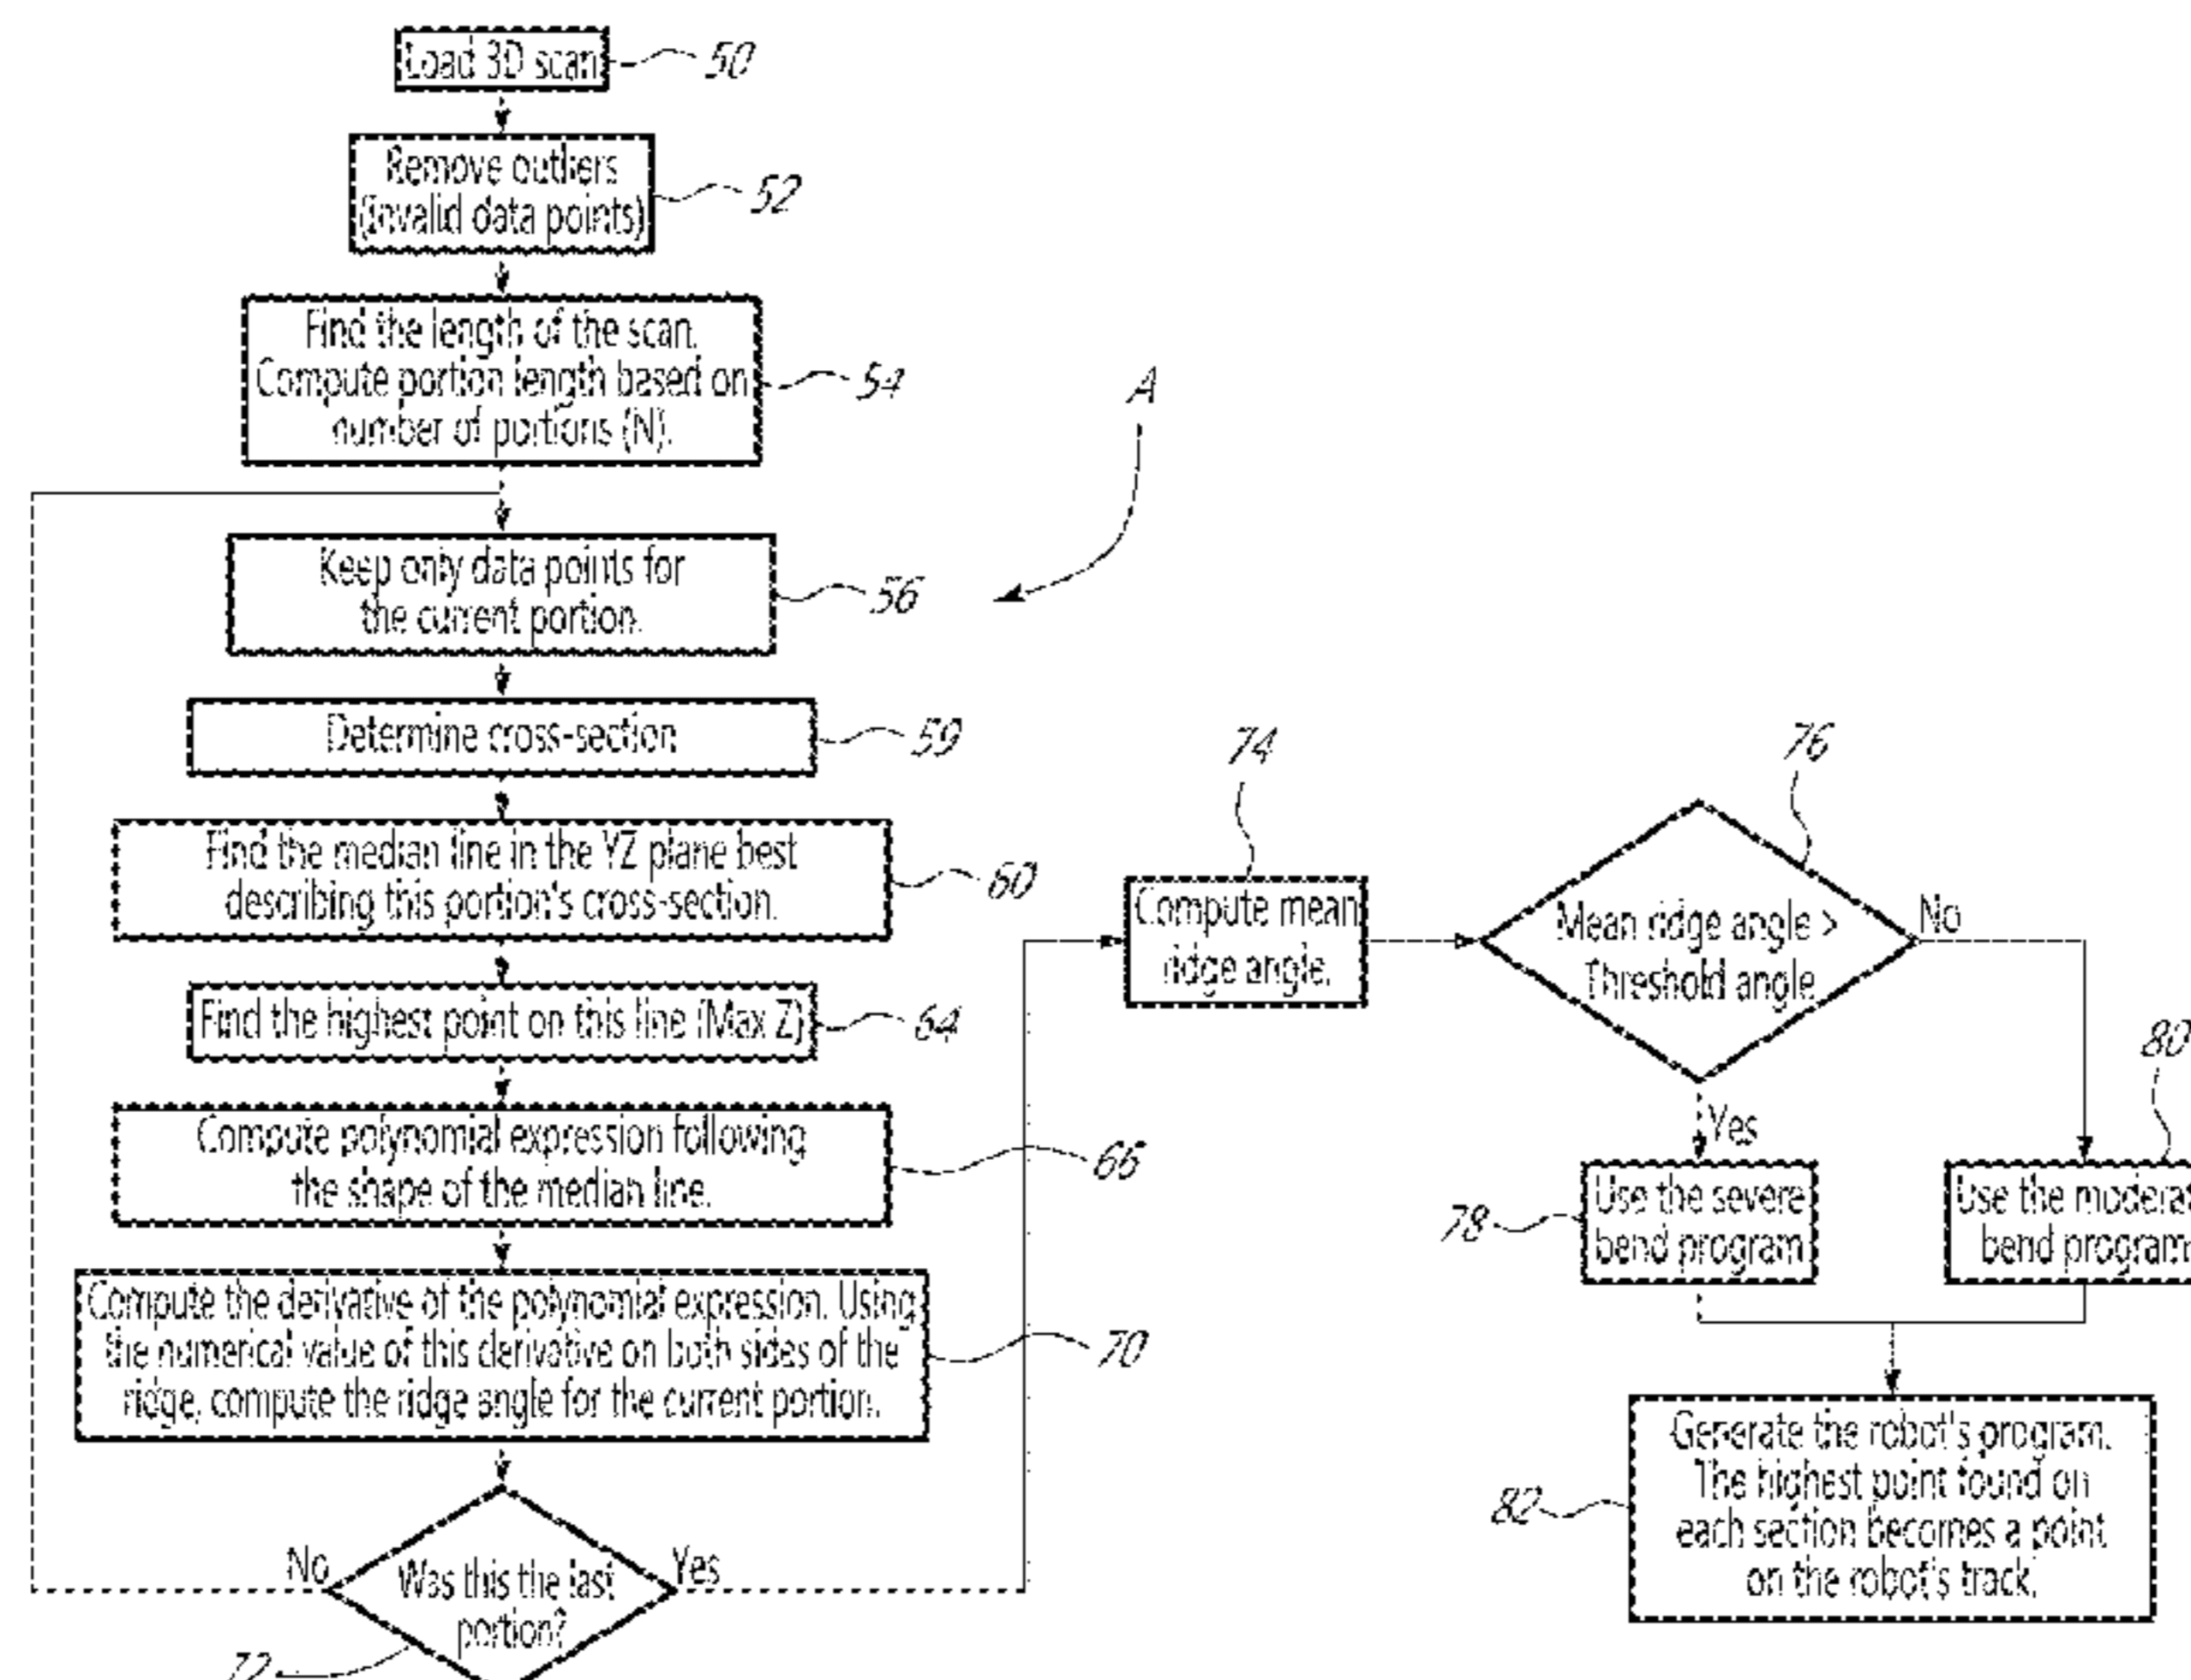 Load 3D scan
50
Remove outliers
(invalid data points)
52
Find the length of the scan.
Compute portion length based on
number of portions (N).
54
A
Keep only data points for
the current portion.
56
Determine cross-section
59
Find the median line in the YZ plane best
describing this portion's cross-section.
60
Find the highest point on this line (Max Z)
64
Compute polynomial expression following
the shape of the median line.
66
Compute the derivative of the polynomial expression. Using
the numerical value of this derivative on both sides of the
ridge, compute the ridge angle for the current portion.
70
No
Was this the last
portion?
Yes
72
74
Compute mean
ridge angle.
76
Mean ridge angle >
Threshold angle
No
Yes
78
Use the severe
bend program
80
Use the moderat
bend program
82
Generate the robot's program.
The highest point found on
each section becomes a point
on the robot's track.